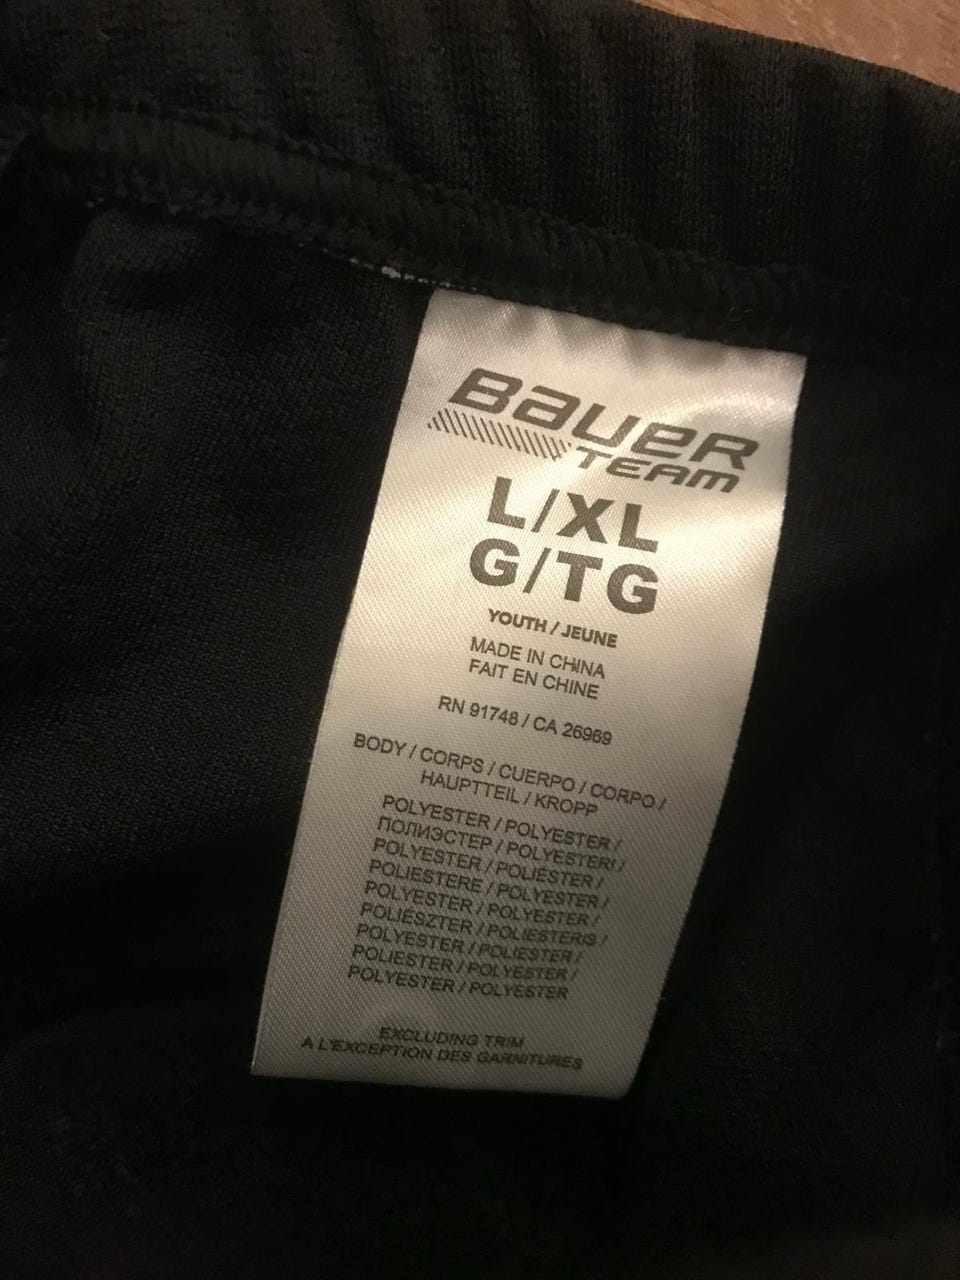 BAUER
TEAM
L/XL
G/TG
YOUTH / JEUNE
MADE IN CHINA
FAIT EN CHINE
RN 91748 / CA 26969
BODY / CORPS / CUERPO / CORPO /
HAUPTTEIL / KROPP
POLYESTER / POLYESTER /
ПОЛИЭСТЕР / POLYESTERI /
POLYESTER / POLIÉSTER /
POLIESTERE / POLYESTER /
POLYESTER / POLYESTER /
POLIÉSZTER / POLIESTERIS /
POLYESTER / POLIESTER /
POLIESTER / POLYESTER /
POLYESTER / POLYESTER
EXCLUDING TRIM
A L'EXCEPTION DES GARNITURES